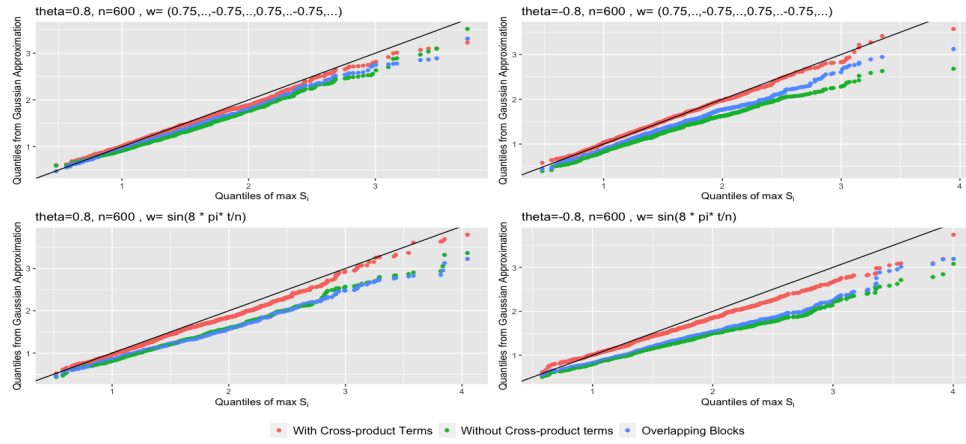 theta=0.8, n=600 , w= (0.75,..,-0.75,..,0.75,..-0.75,...)
Quantiles from Gaussian Approximation
3
2
1
1
2
3
Quantiles of max Sᵢ
theta=-0.8, n=600 , w= (0.75,..,-0.75,..,0.75,..-0.75,...)
Quantiles from Gaussian Approximation
3
2
1
1
2
3
4
Quantiles of max Sᵢ
theta=0.8, n=600 , w= sin(8 * pi* t/n)
Quantiles from Gaussian Approximation
3
2
1
1
2
3
4
Quantiles of max Sᵢ
theta=-0.8, n=600 , w= sin(8 * pi* t/n)
Quantiles from Gaussian Approximation
3
2
1
1
2
3
4
Quantiles of max Sᵢ
With Cross-product Terms Without Cross-product terms Overlapping Blocks